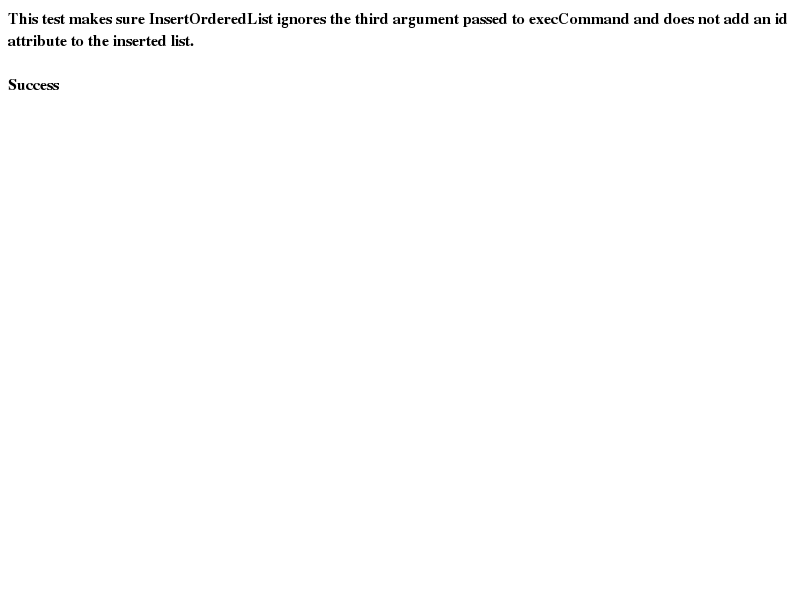 This test makes sure InsertOrderedList ignores the third argument passed to execCommand and does not add an id
attribute to the inserted list.
Success